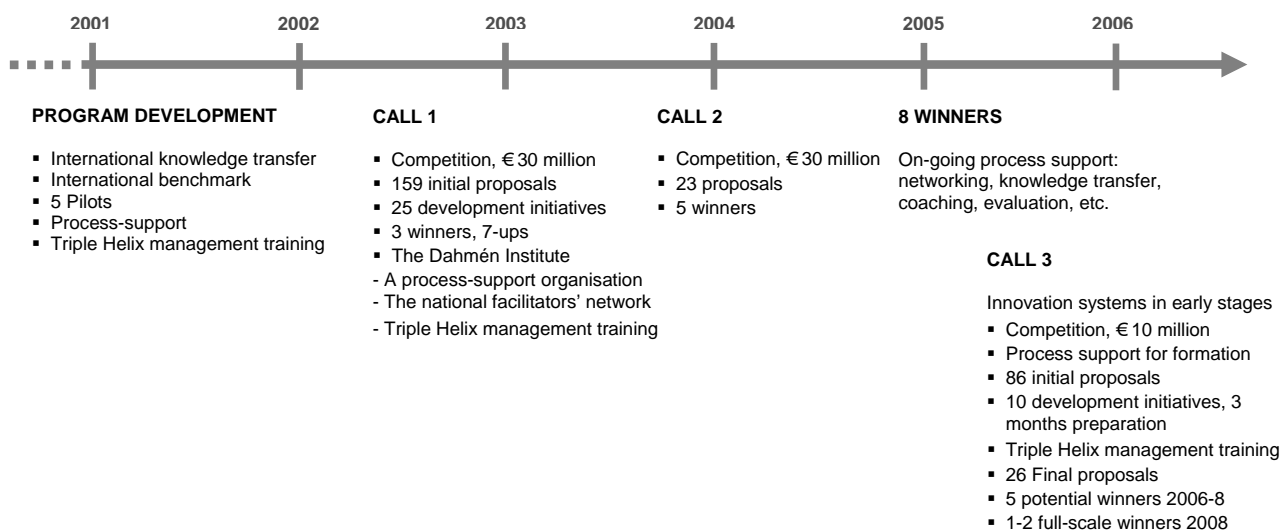 2001 2002 2003 2004 2005 2006
PROGRAM DEVELOPMENT
▪ International knowledge transfer
▪ International benchmark
▪ 5 Pilots
▪ Process-support
▪ Triple Helix management training
CALL 1
▪ Competition, € 30 million
▪ 159 initial proposals
▪ 25 development initiatives
▪ 3 winners, 7-ups
▪ The Dahmén Institute
- A process-support organisation
- The national facilitators’ network
- Triple Helix management training
CALL 2
▪ Competition, € 30 million
▪ 23 proposals
▪ 5 winners
8 WINNERS
On-going process support:
networking, knowledge transfer,
coaching, evaluation, etc.
CALL 3
Innovation systems in early stages
▪ Competition, € 10 million
▪ Process support for formation
▪ 86 initial proposals
▪ 10 development initiatives, 3
months preparation
▪ Triple Helix management training
▪ 26 Final proposals
▪ 5 potential winners 2006-8
▪ 1-2 full-scale winners 2008